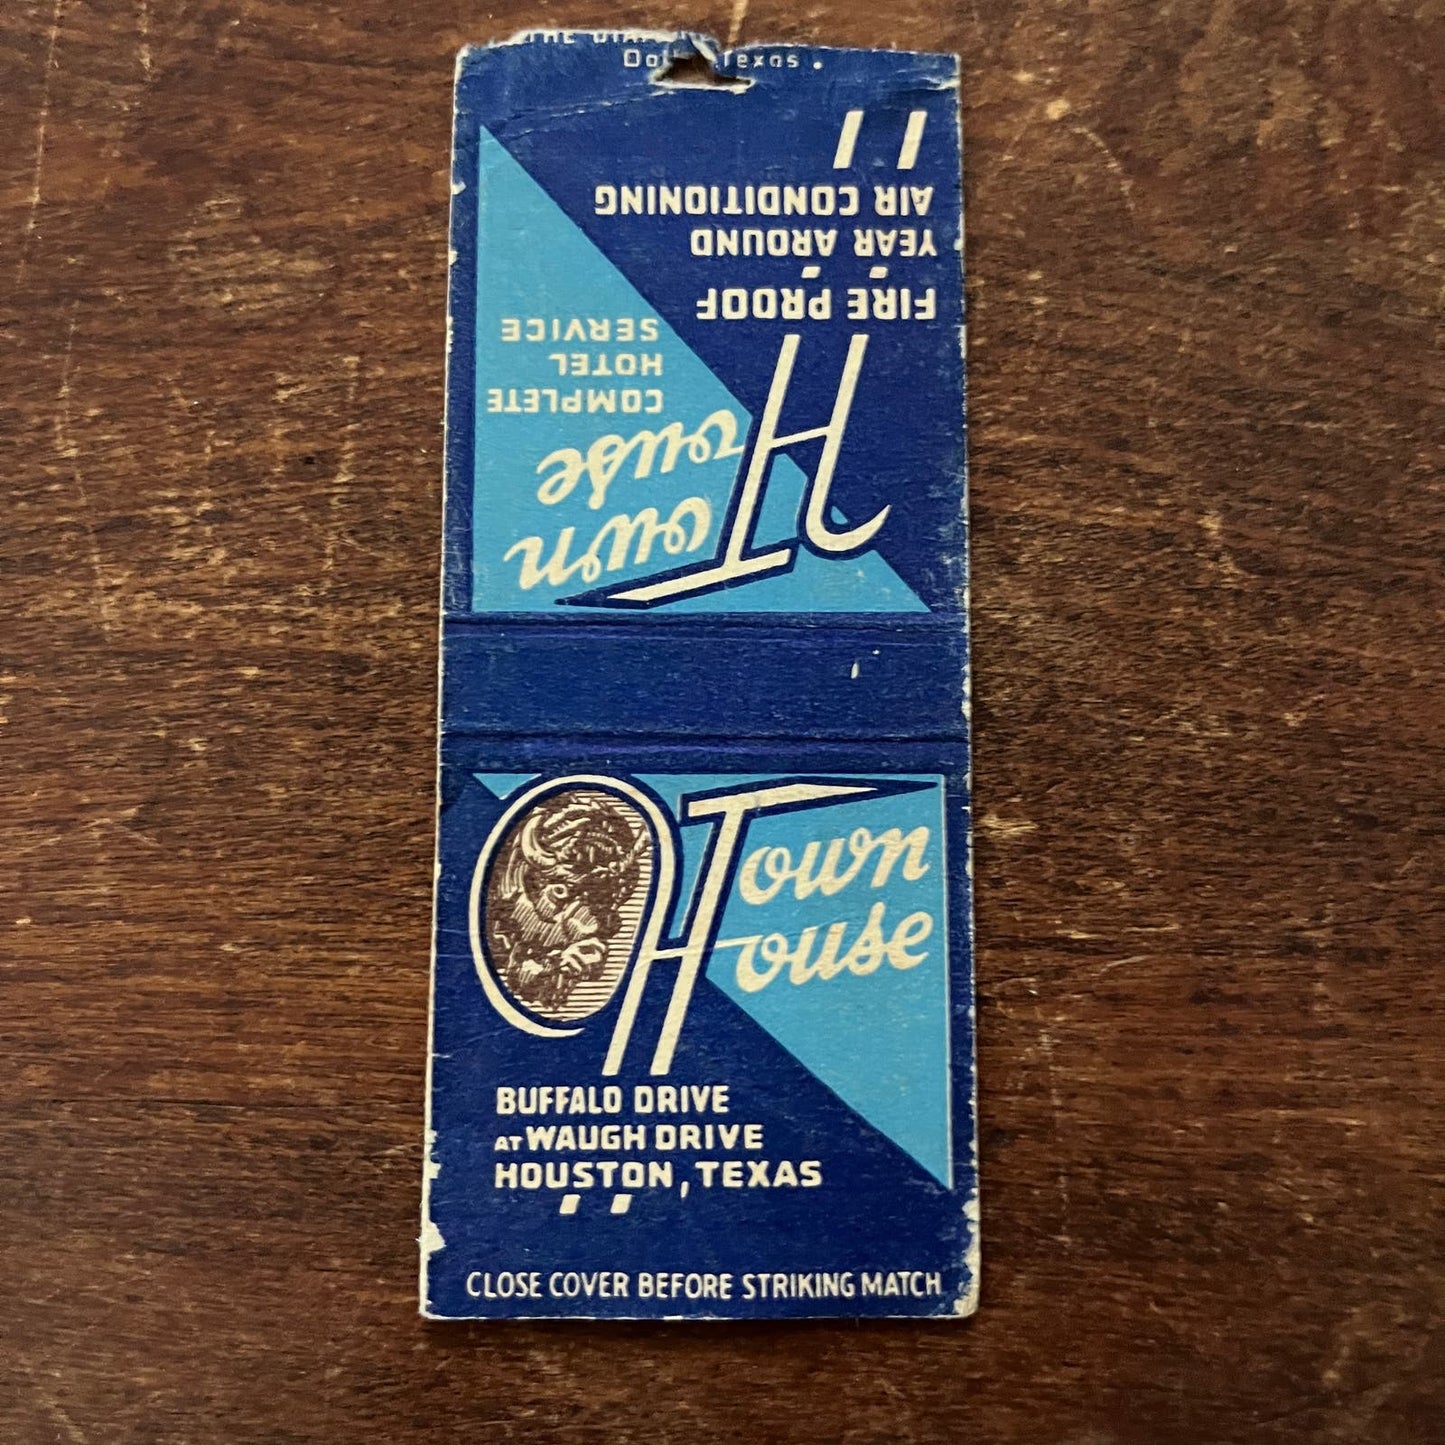 Town
House
BUFFALO DRIVE
AT WAUGH DRIVE
HOUSTON, TEXAS
CLOSE COVER BEFORE STRIKING MATCH
Town
House
COMPLETE
HOTEL
SERVICE
FIRE PROOF
YEAR AROUND
AIR CONDITIONING
THE
Texas.